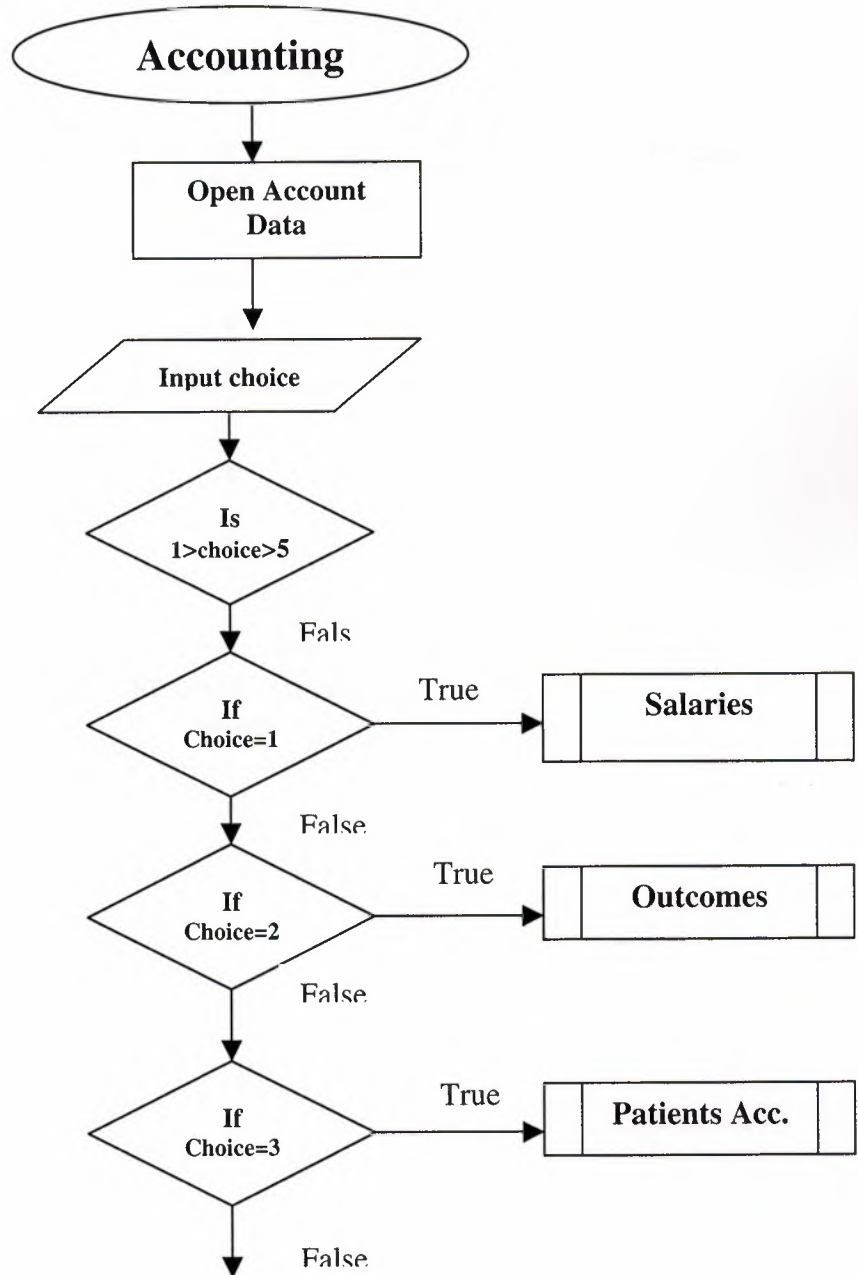 Accounting
Open Account
Data
Input choice
Is
1>choice>5
Fals
If
Choice=1
True
Salaries
False
If
Choice=2
True
Outcomes
False
If
Choice=3
True
Patients Acc.
False